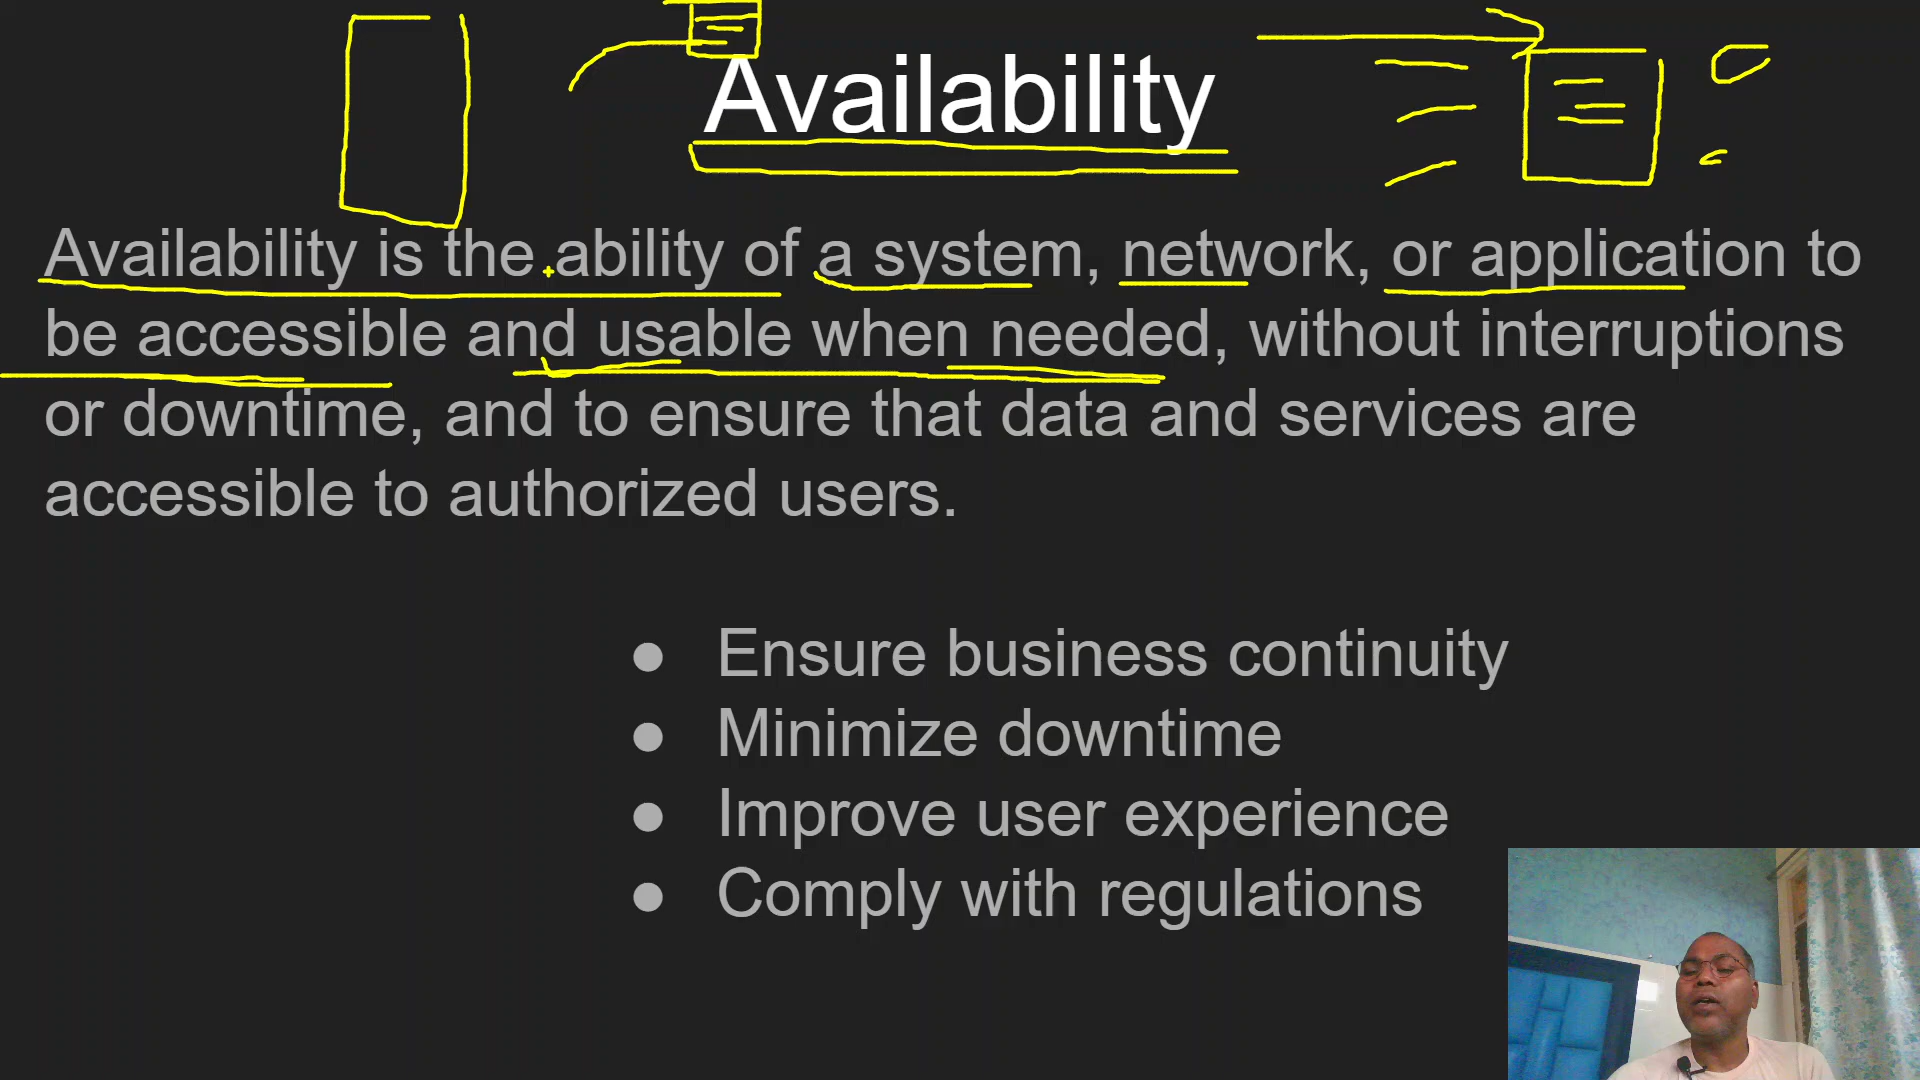 Availability
Availability is the ability of a system, network, or application to
be accessible and usable when needed, without interruptions
or downtime, and to ensure that data and services are
accessible to authorized users.
● Ensure business continuity
● Minimize downtime
● Improve user experience
● Comply with regulations